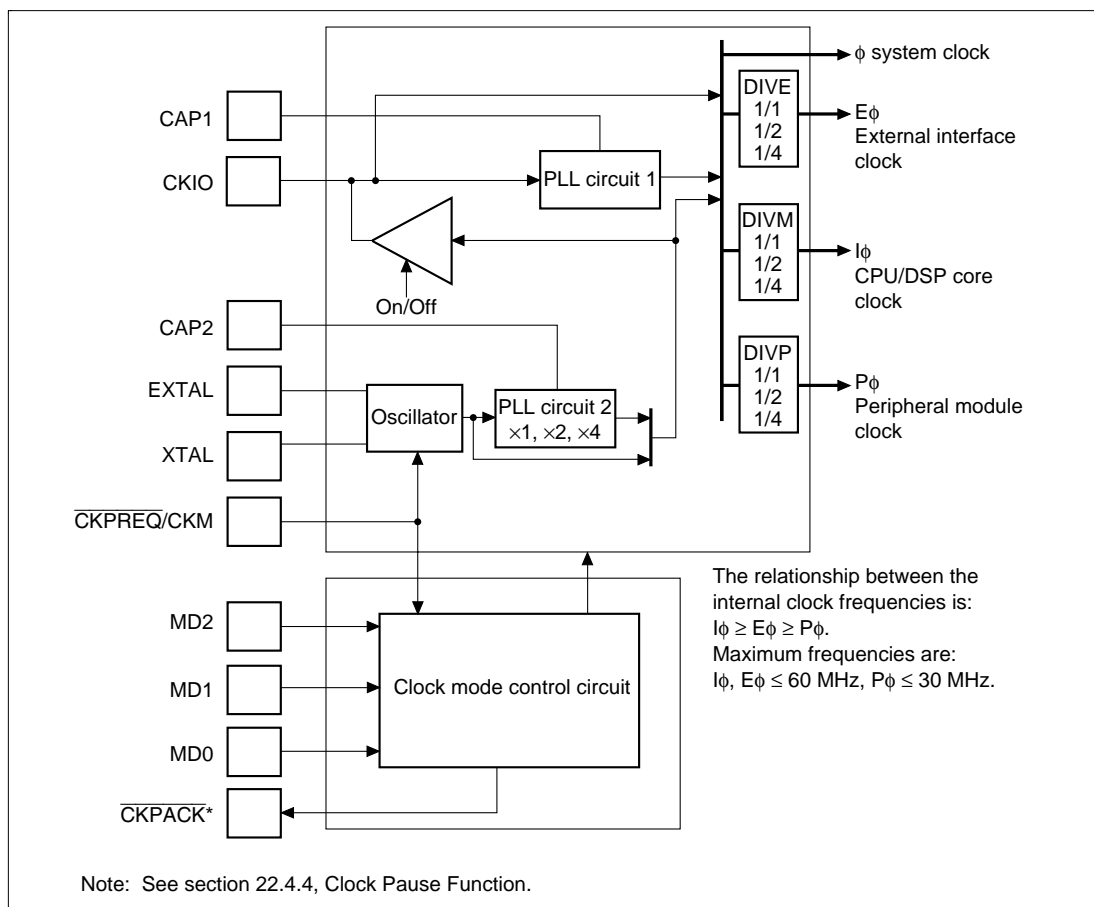 φ system clock
DIVE
1/1
1/2
1/4
Eφ
External interface
clock
CAP1
CKIO
PLL circuit 1
DIVM
1/1
1/2
1/4
Iφ
CPU/DSP core
clock
On/Off
CAP2
EXTAL
XTAL
Oscillator
PLL circuit 2
×1, ×2, ×4
DIVP
1/1
1/2
1/4
Pφ
Peripheral module
clock
CKPREQ/CKM
MD2
MD1
MD0
CKPACK*
Clock mode control circuit
The relationship between the
internal clock frequencies is:
Iφ ≥ Eφ ≥ Pφ.
Maximum frequencies are:
Iφ, Eφ ≤ 60 MHz, Pφ ≤ 30 MHz.
Note: See section 22.4.4, Clock Pause Function.